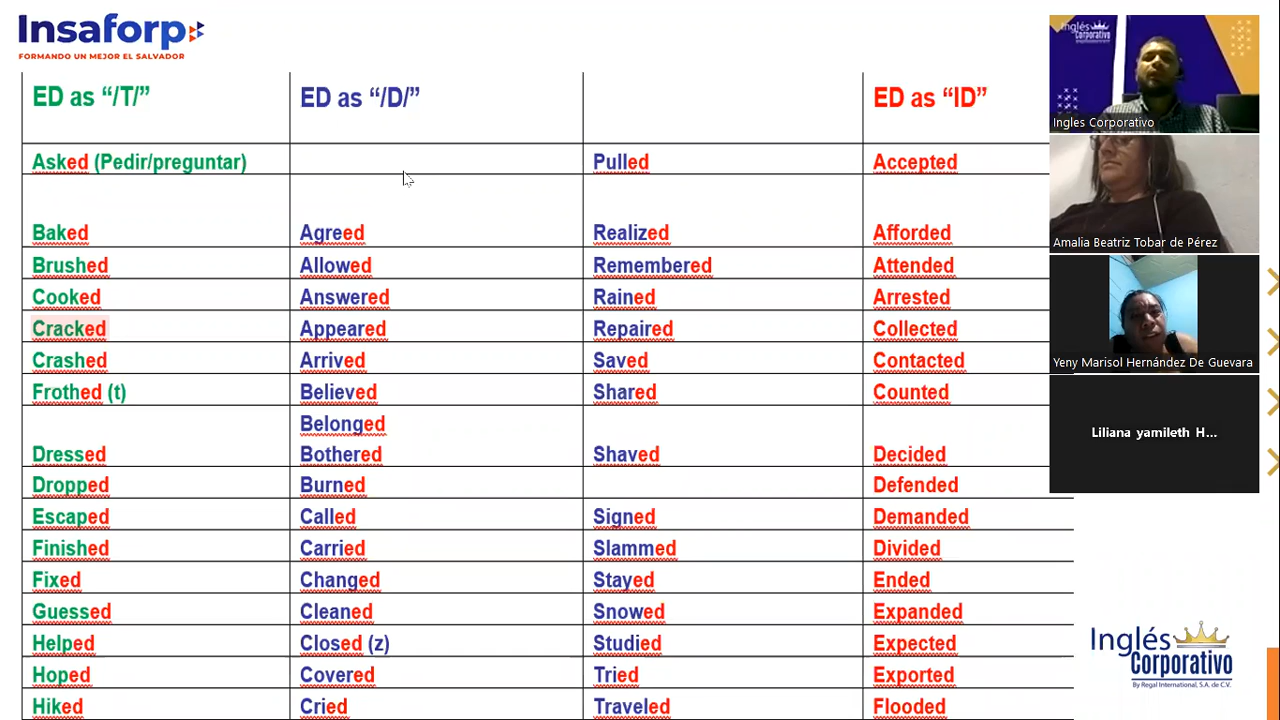 Insaforp
FORMANDO UN MEJOR EL SALVADOR
ED as “/T/” ED as “/D/” ED as “ID”
Asked (Pedir/preguntar) Pulled Accepted
Baked Agreed Realized Afforded
Brushed Allowed Remembered Attended
Cooked Answered Rained Arrested
Cracked Appeared Repaired Collected
Crashed Arrived Saved Contacted
Frothed (t) Believed Shared Counted
Belonged
Dressed Bothered Shaved Decided
Dropped Burned Defended
Escaped Called Signed Demanded
Finished Carried Slammed Divided
Fixed Changed Stayed Ended
Guessed Cleaned Snowed Expanded
Helped Closed (z) Studied Expected
Hoped Covered Tried Exported
Hiked Cried Traveled Flooded
Inglés
Corporativo
Ingles Corporativo
Amalia Beatriz Tobar de Pérez
Yeny Marisol Hernández De Guevara
Liliana yamileth H...
Inglés
Corporativo
By Regal International, S.A. de C.V.